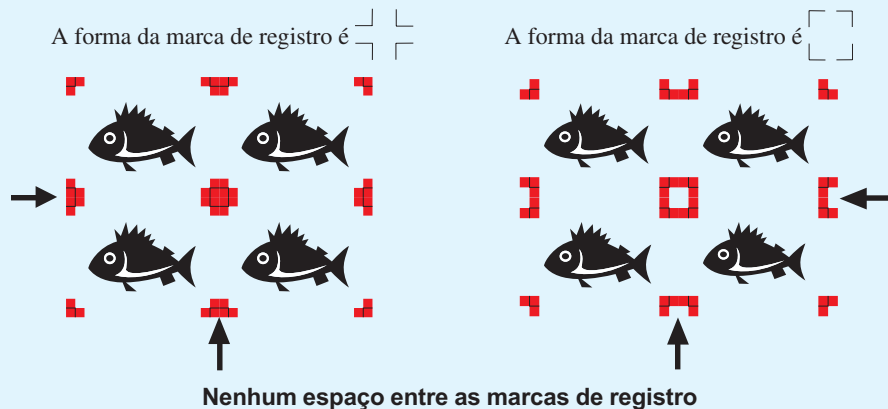 A forma da marca de registro é
A forma da marca de registro é
Nenhum espaço entre as marcas de registro